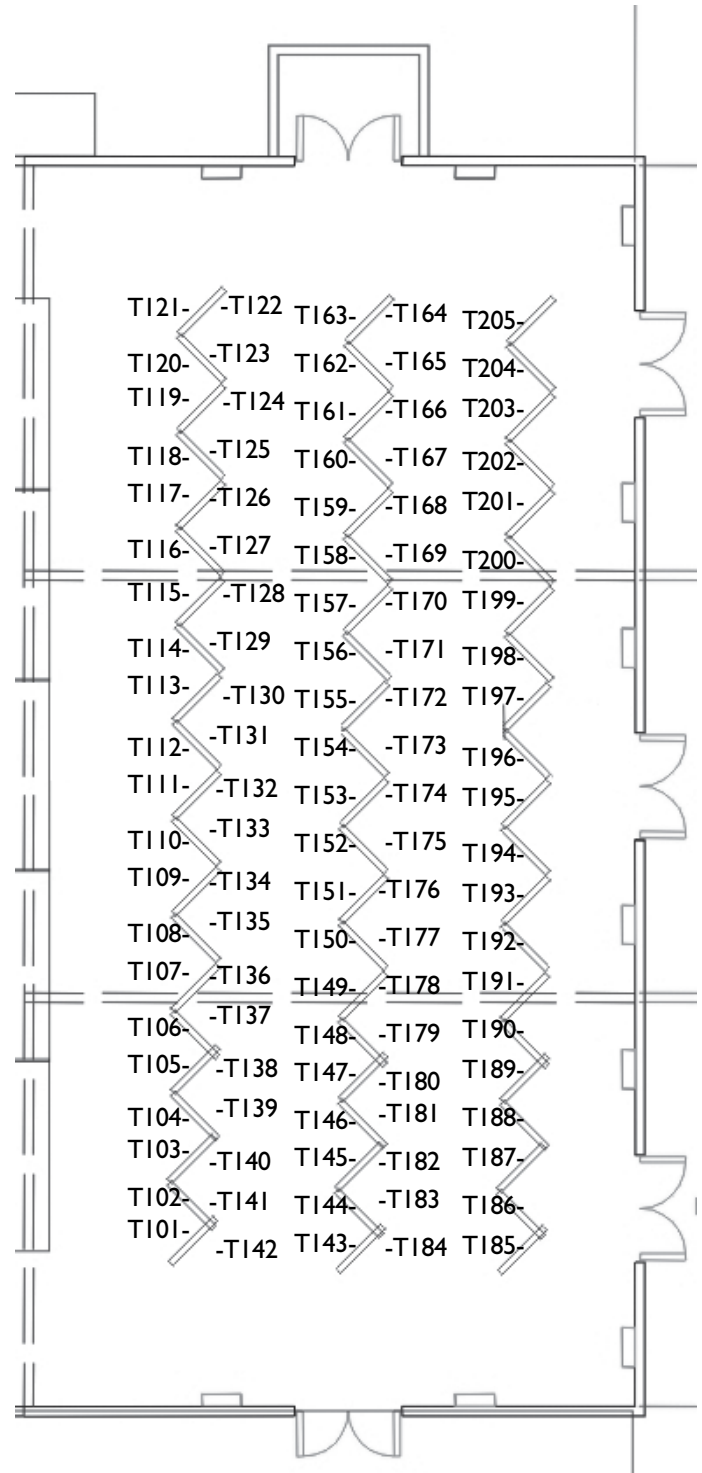 T121- -T122 T163- -T164 T205-
T120- -T123 T162- -T165 T204-
T119- -T124 T161- -T166 T203-
T118- -T125 T160- -T167 T202-
T117- -T126 T159- -T168 T201-
T116- -T127 T158- -T169 T200-
T115- -T128 T157- -T170 T199-
T114- -T129 T156- -T171 T198-
T113- -T130 T155- -T172 T197-
T112- -T131 T154- -T173 T196-
T111- -T132 T153- -T174 T195-
T110- -T133 T152- -T175 T194-
T109- -T134 T151- -T176 T193-
T108- -T135 T150- -T177 T192-
T107- -T136 T149- -T178 T191-
T106- -T137 T148- -T179 T190-
T105- -T138 T147- -T180 T189-
T104- -T139 T146- -T181 T188-
T103- -T140 T145- -T182 T187-
T102- -T141 T144- -T183 T186-
T101- -T142 T143- -T184 T185-